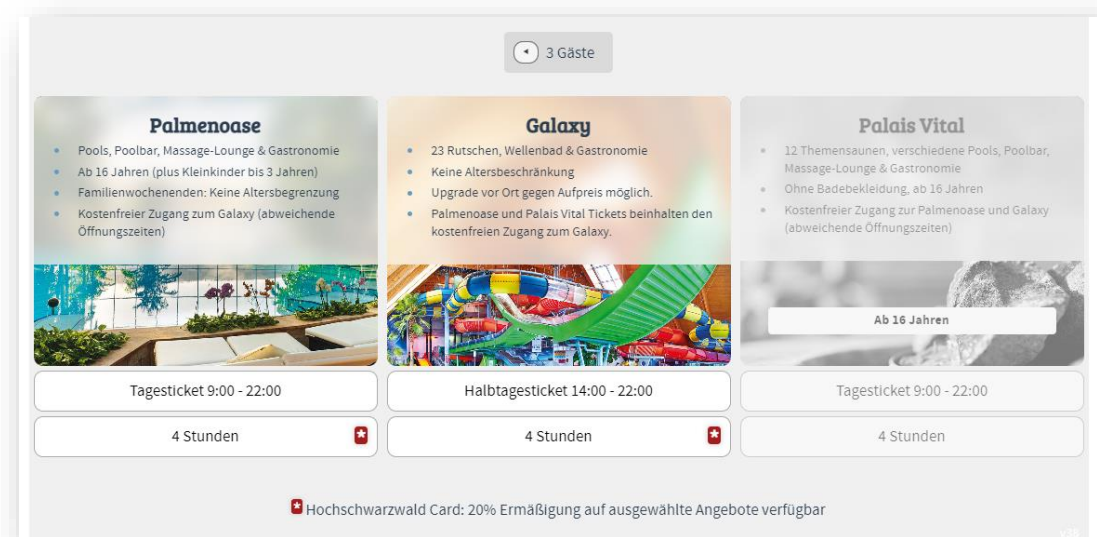 3 Gäste
Palmenoase
Pools, Poolbar, Massage-Lounge & Gastronomie
Ab 16 Jahren (plus Kleinkinder bis 3 Jahren)
Familienwochenenden: Keine Altersbegrenzung
Kostenfreier Zugang zum Galaxy (abweichende
Öffnungszeiten)
Tagesticket 9:00 - 22:00
4 Stunden
Galaxy
23 Rutschen, Wellenbad & Gastronomie
Keine Altersbeschränkung
Upgrade vor Ort gegen Aufpreis möglich.
Palmenoase und Palais Vital Tickets beinhalten den
kostenfreien Zugang zum Galaxy.
Halbtagesticket 14:00 - 22:00
4 Stunden
Palais Vital
12 Themensaunen, verschiedene Pools, Poolbar,
Massage-Lounge & Gastronomie
Ohne Badebekleidung, ab 16 Jahren
Kostenfreier Zugang zur Palmenoase und Galaxy
(abweichende Öffnungszeiten)
Ab 16 Jahren
Tagesticket 9:00 - 22:00
4 Stunden
Hochschwarzwald Card: 20% Ermäßigung auf ausgewählte Angebote verfügbar